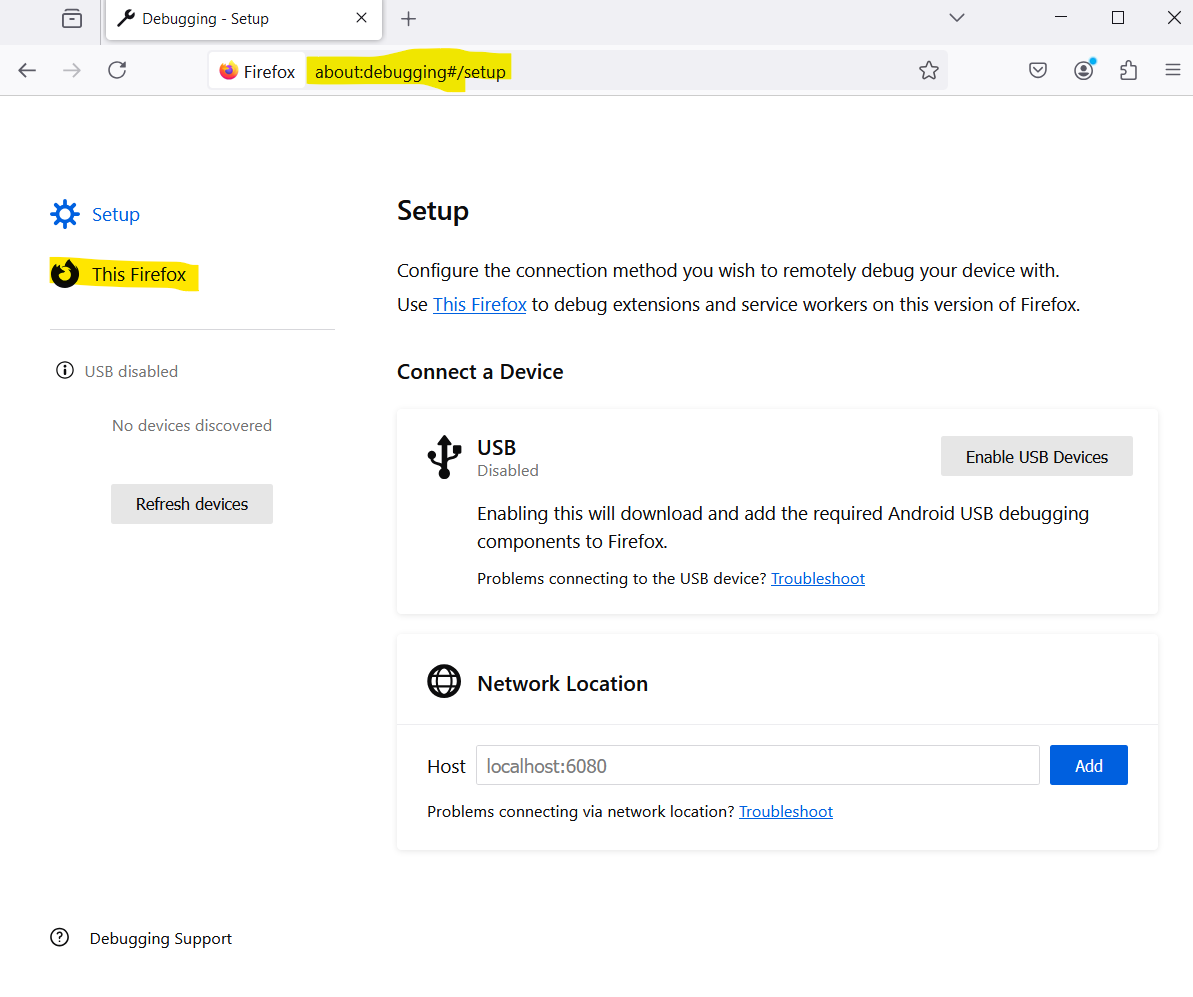 Debugging - Setup
Firefox
about:debugging#/setup
Setup
This Firefox
USB disabled
No devices discovered
Refresh devices
Setup
Configure the connection method you wish to remotely debug your device with.
Use This Firefox to debug extensions and service workers on this version of Firefox.
Connect a Device
USB
Disabled
Enable USB Devices
Enabling this will download and add the required Android USB debugging
components to Firefox.
Problems connecting to the USB device? Troubleshoot
Network Location
Host
localhost:6080
Add
Problems connecting via network location? Troubleshoot
Debugging Support